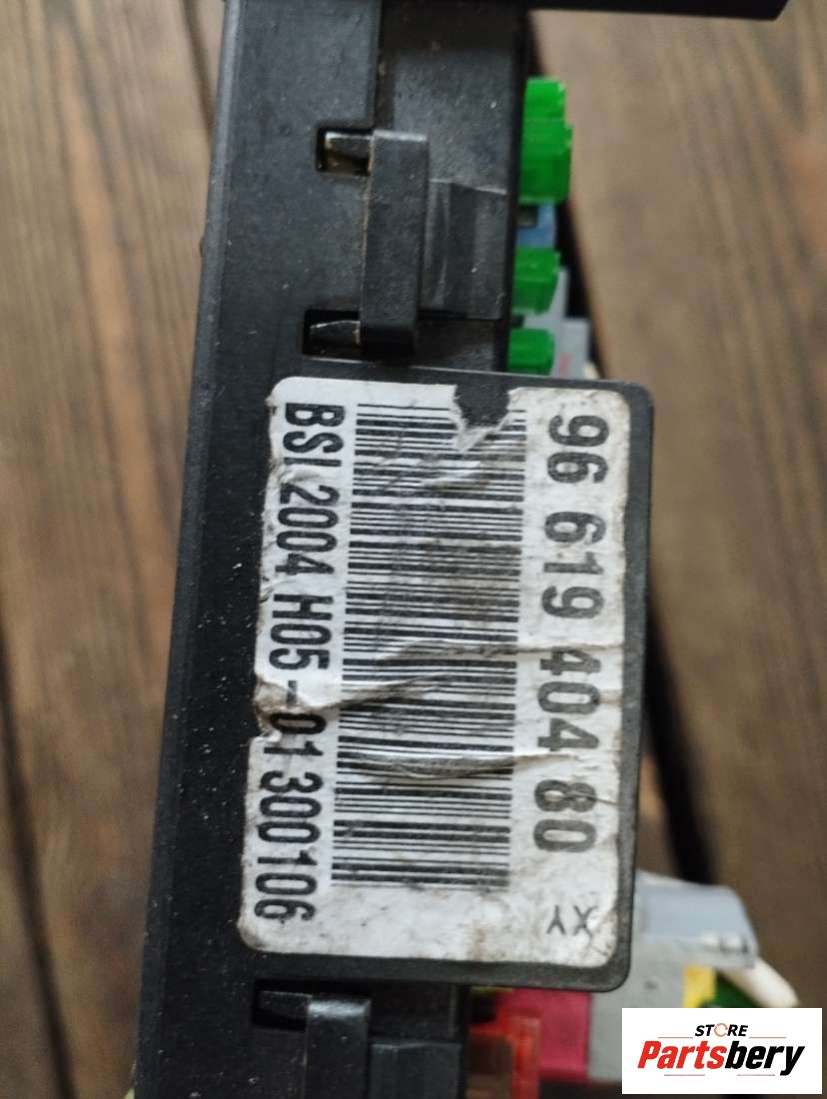 96 619 404 80
BSI 2004 H05-01 300106
XY
STORE
Partsbery